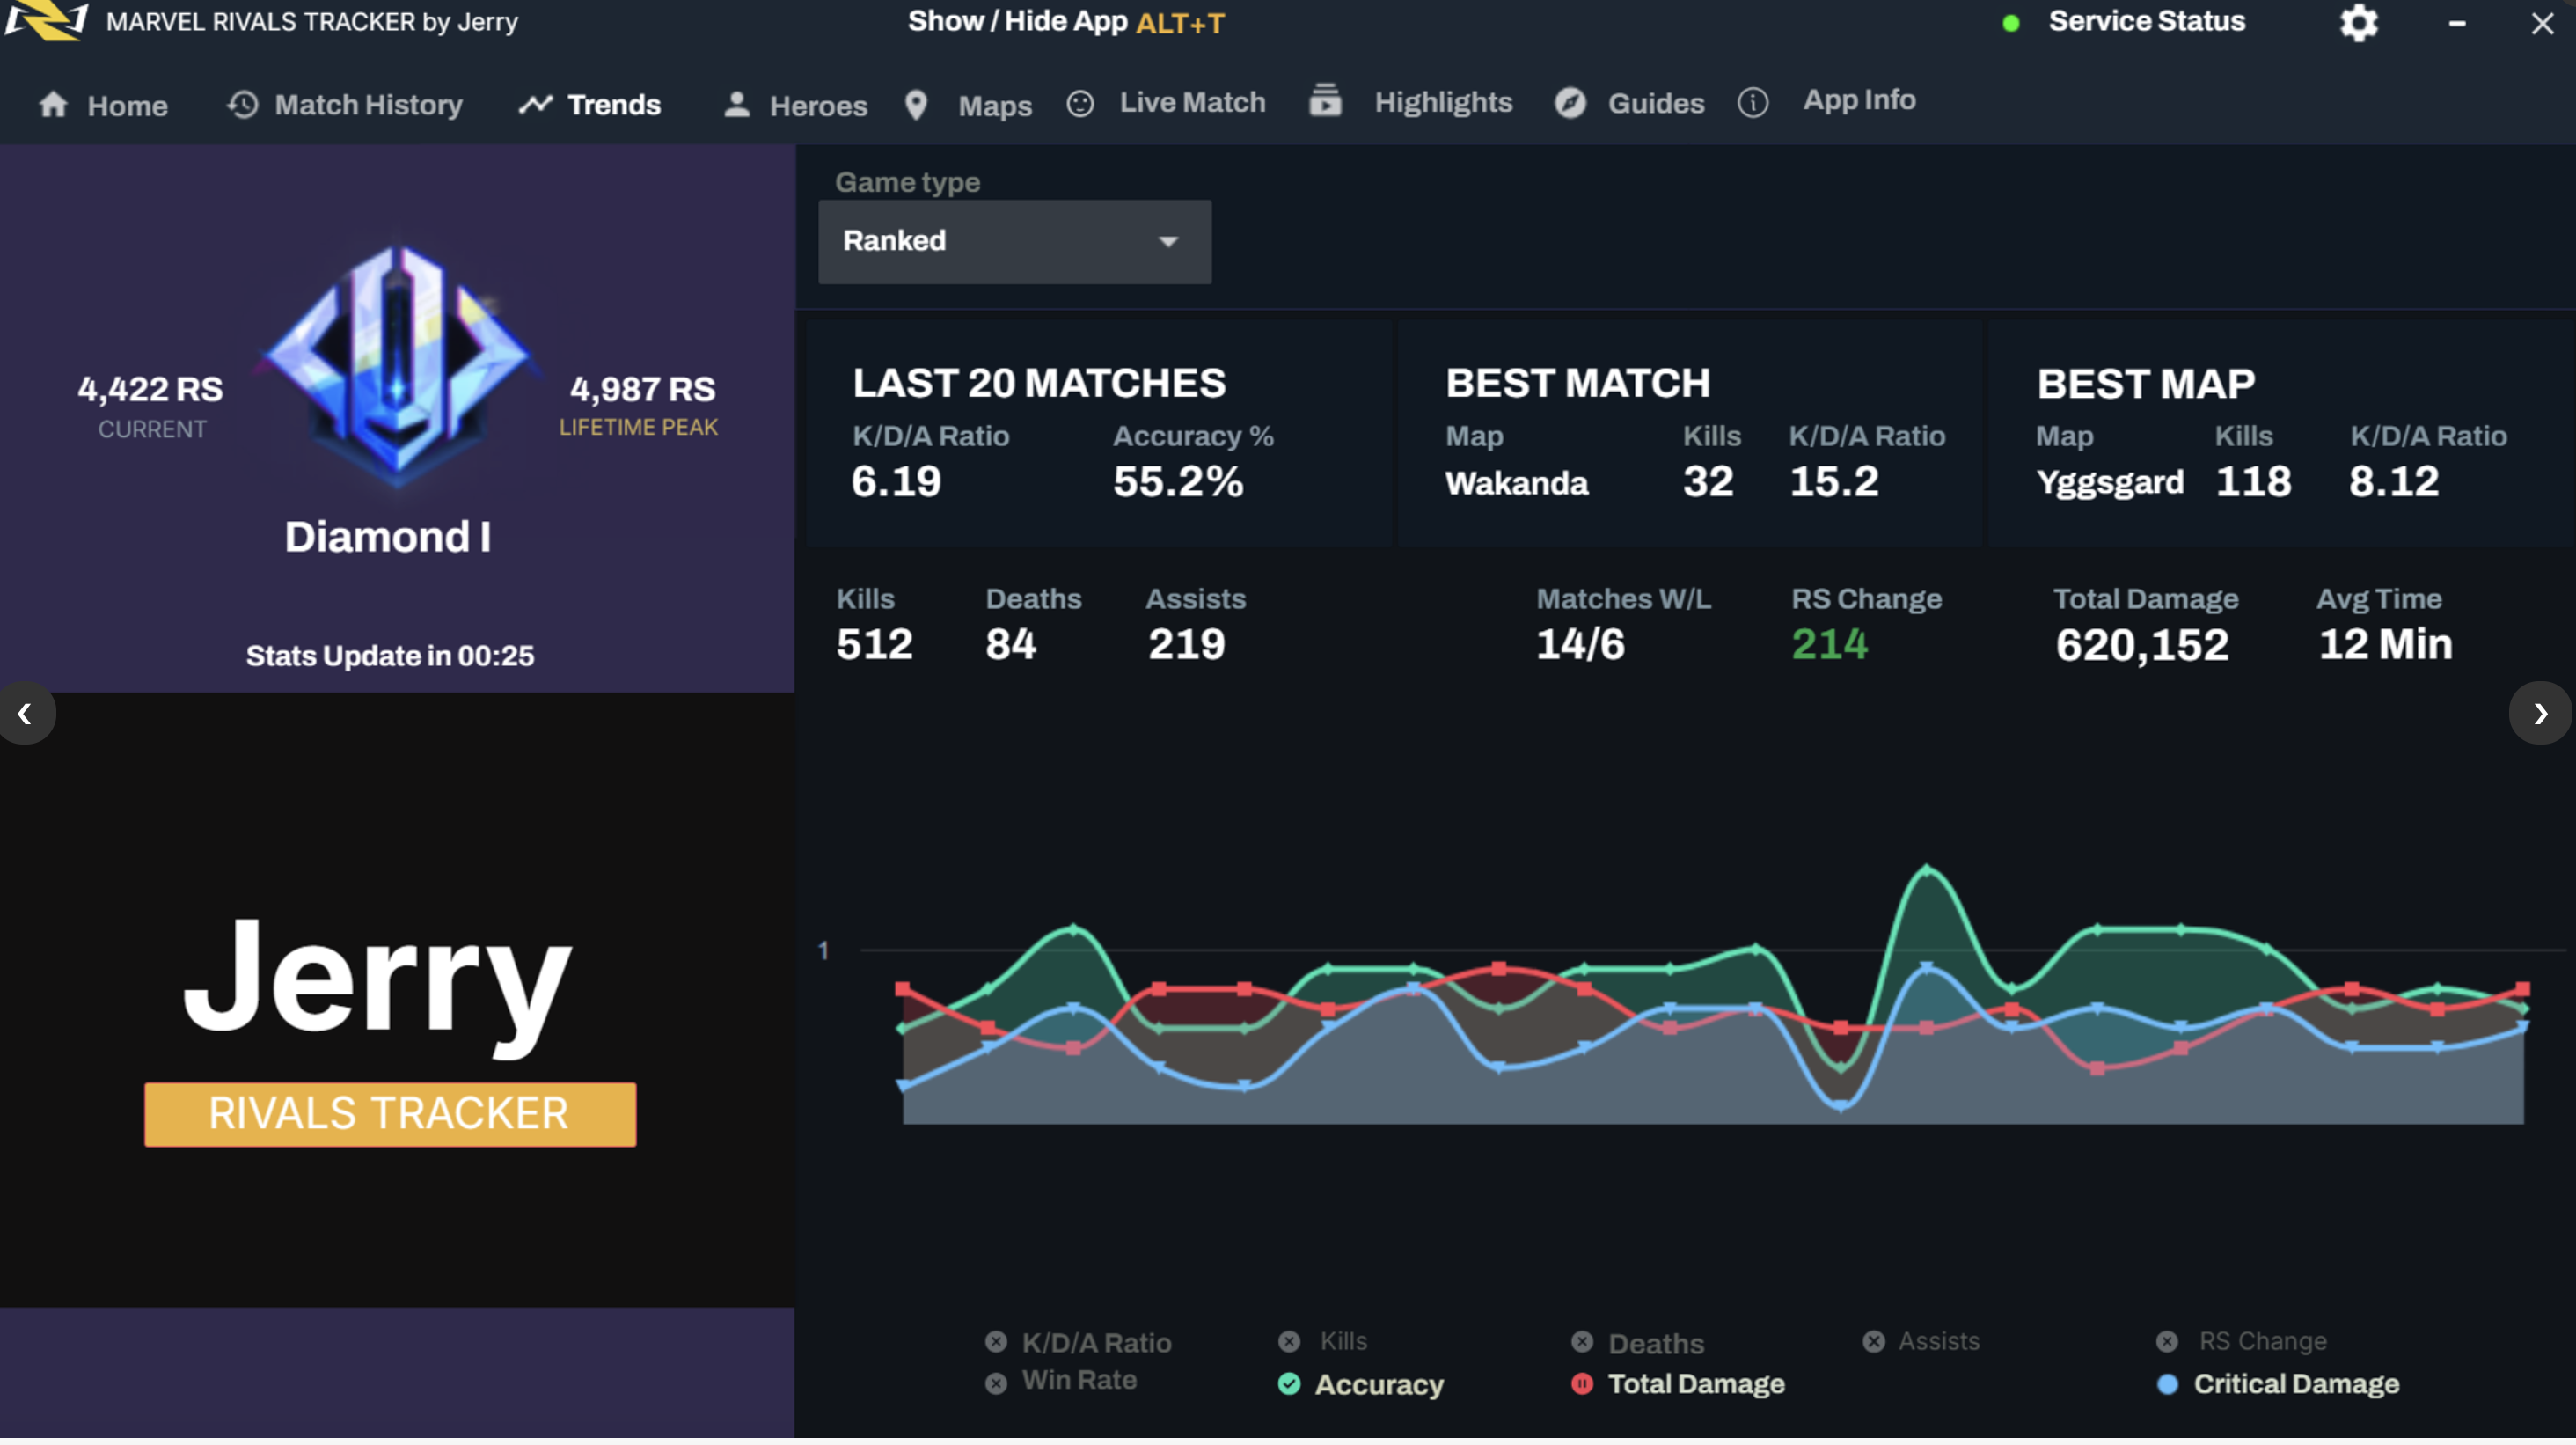 MARVEL RIVALS TRACKER by Jerry
Show / Hide App ALT+T
Service Status
Home Match History Trends Heroes Maps Live Match Highlights Guides App Info
4,422 RS
CURRENT
4,987 RS
LIFETIME PEAK
Diamond I
Stats Update in 00:25
Jerry
RIVALS TRACKER
Game type
Ranked
LAST 20 MATCHES
K/D/A Ratio Accuracy %
6.19 55.2%
BEST MATCH
Map Kills K/D/A Ratio
Wakanda 32 15.2
BEST MAP
Map Kills K/D/A Ratio
Yggsgard 118 8.12
Kills Deaths Assists Matches W/L RS Change Total Damage Avg Time
512 84 219 14/6 214 620,152 12 Min
1
K/D/A Ratio Kills Deaths Assists RS Change
Win Rate Accuracy Total Damage Critical Damage